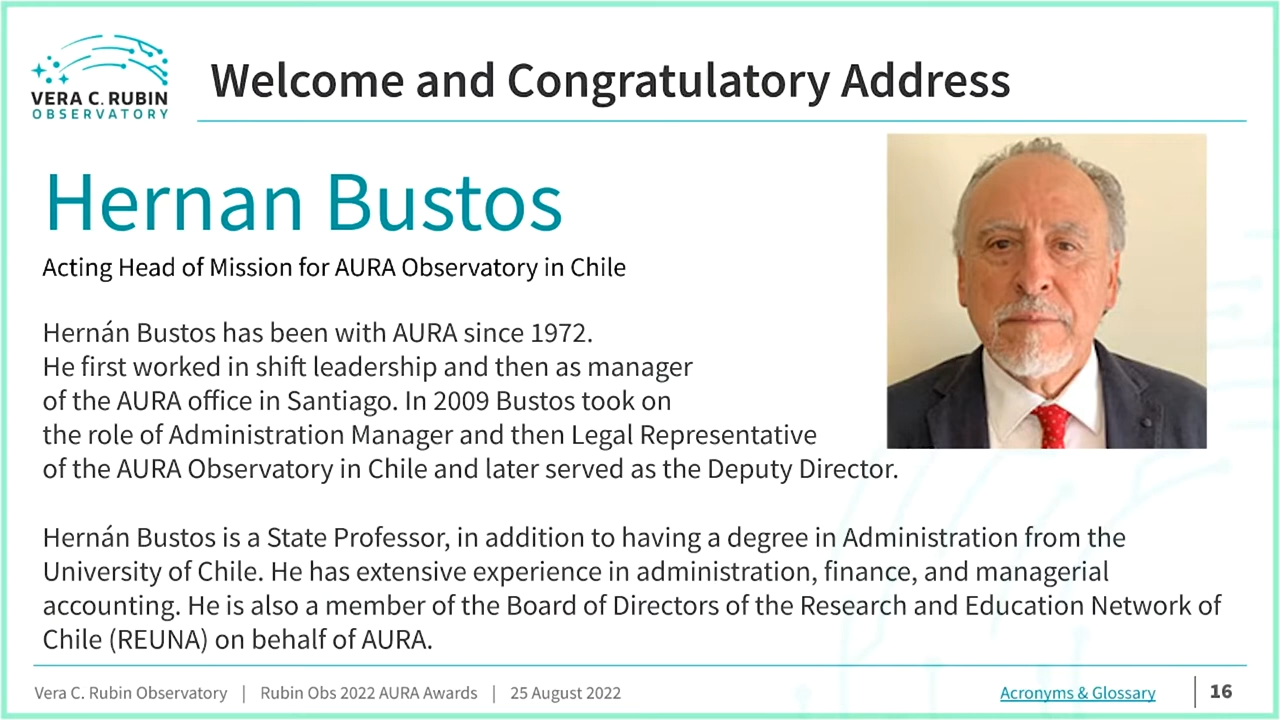 VERA C. RUBIN
OBSERVATORY
Welcome and Congratulatory Address
Hernan Bustos
Acting Head of Mission for AURA Observatory in Chile
Hernán Bustos has been with AURA since 1972.
He first worked in shift leadership and then as manager
of the AURA office in Santiago. In 2009 Bustos took on
the role of Administration Manager and then Legal Representative
of the AURA Observatory in Chile and later served as the Deputy Director.
Hernán Bustos is a State Professor, in addition to having a degree in Administration from the
University of Chile. He has extensive experience in administration, finance, and managerial
accounting. He is also a member of the Board of Directors of the Research and Education Network of
Chile (REUNA) on behalf of AURA.
Vera C. Rubin Observatory | Rubin Obs 2022 AURA Awards | 25 August 2022
Acronyms & Glossary | 16